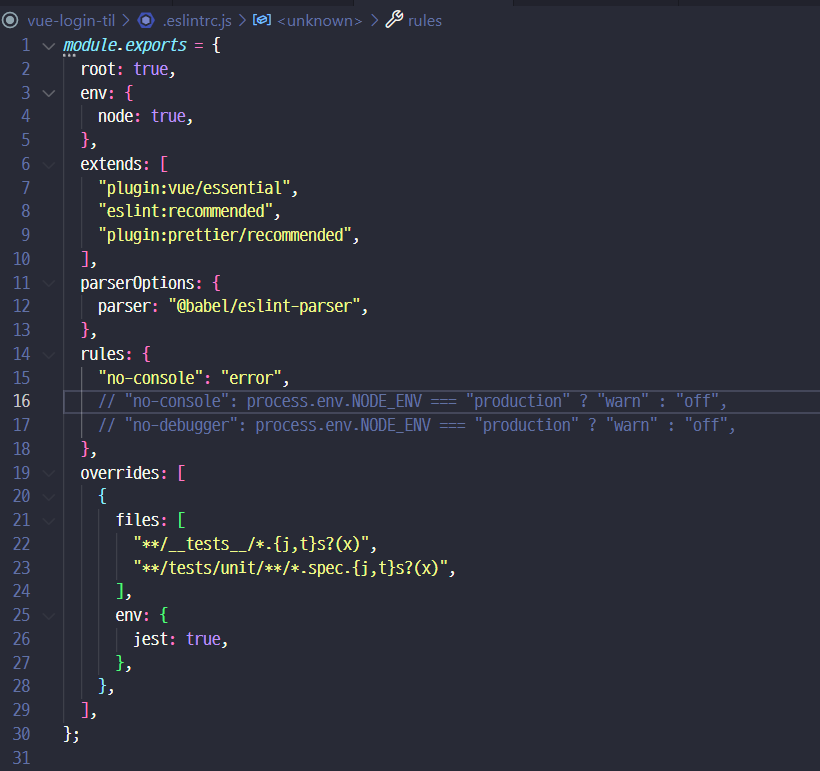 vue-login-til > .eslintrc.js > <unknown> > rules
1 module.exports = {
2 root: true,
3 env: {
4 node: true,
5 },
6 extends: [
7 "plugin:vue/essential",
8 "eslint:recommended",
9 "plugin:prettier/recommended",
10 ],
11 parserOptions: {
12 parser: "@babel/eslint-parser",
13 },
14 rules: {
15 "no-console": "error",
16 // "no-console": process.env.NODE_ENV === "production" ? "warn" : "off",
17 // "no-debugger": process.env.NODE_ENV === "production" ? "warn" : "off",
18 },
19 overrides: [
20 {
21 files: [
22 "**/__tests__/*.{j,t}s?(x)",
23 "**/tests/unit/**/*.spec.{j,t}s?(x)",
24 ],
25 env: {
26 jest: true,
27 },
28 },
29 ],
30 };
31